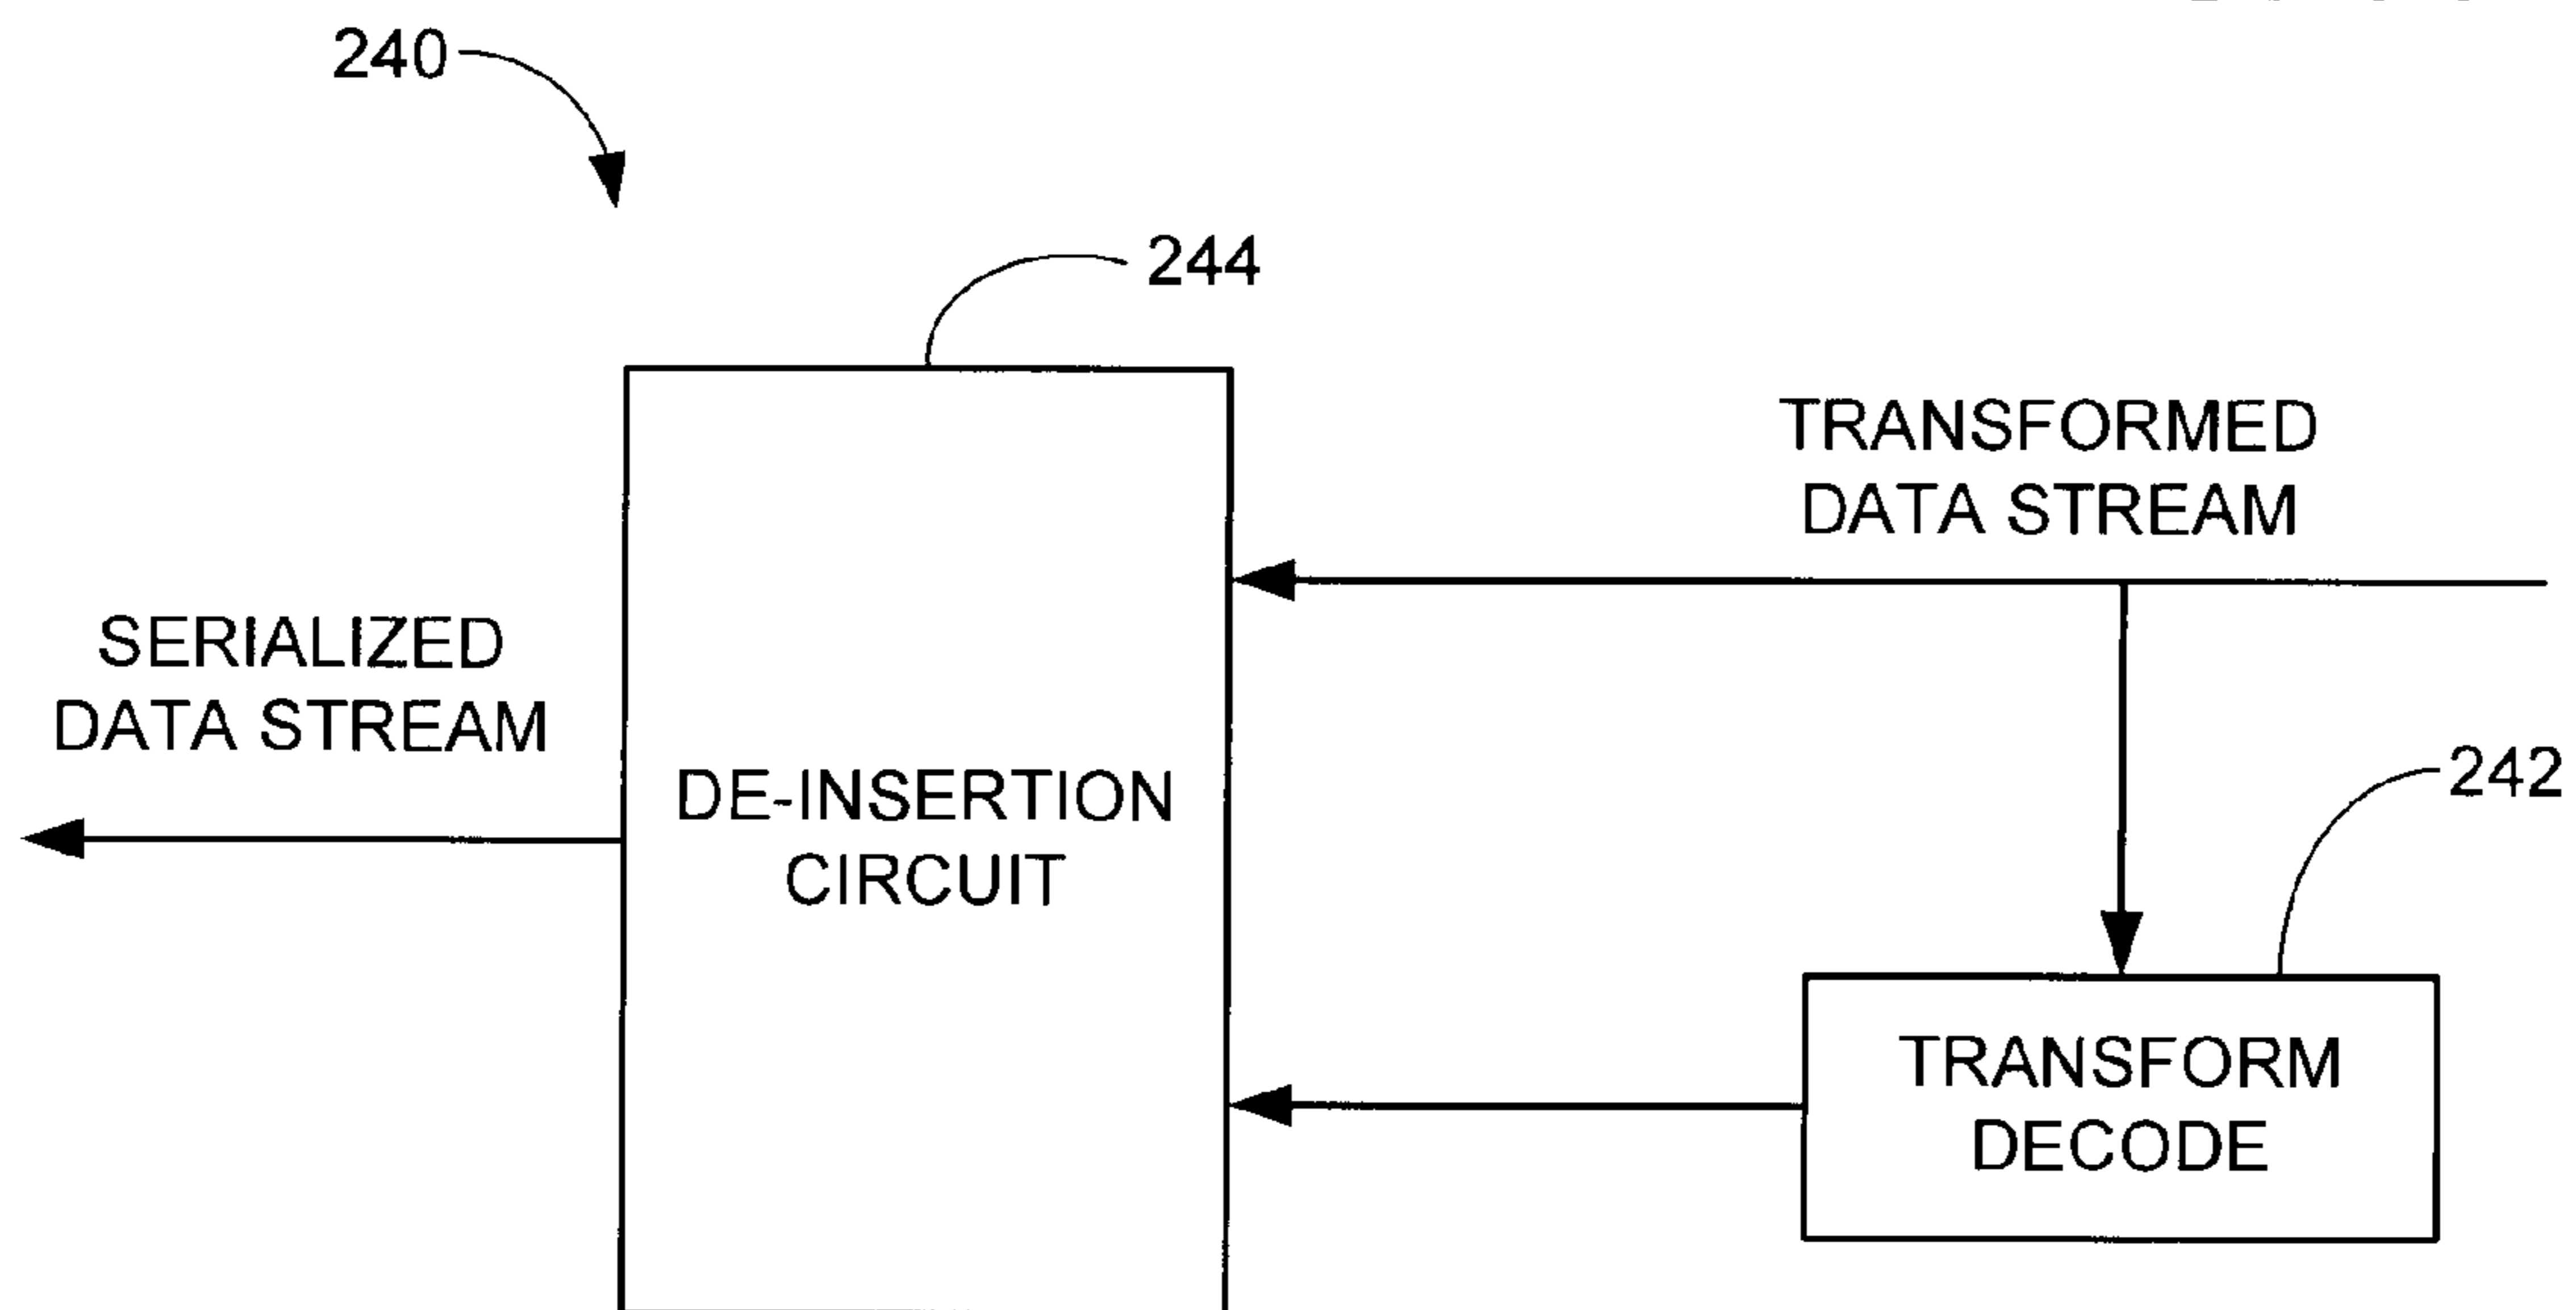 240
244
TRANSFORMED
DATA STREAM
SERIALIZED
DATA STREAM
242
DE-INSERTION
CIRCUIT
TRANSFORM
DECODE